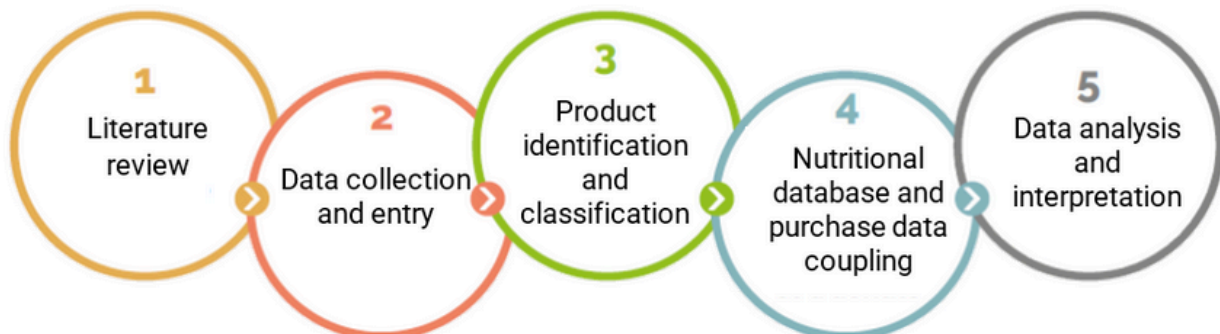 1
Literature
review
2
Data collection
and entry
3
Product
identification
and
classification
4
Nutritional
database and
purchase data
coupling
5
Data analysis
and
interpretation